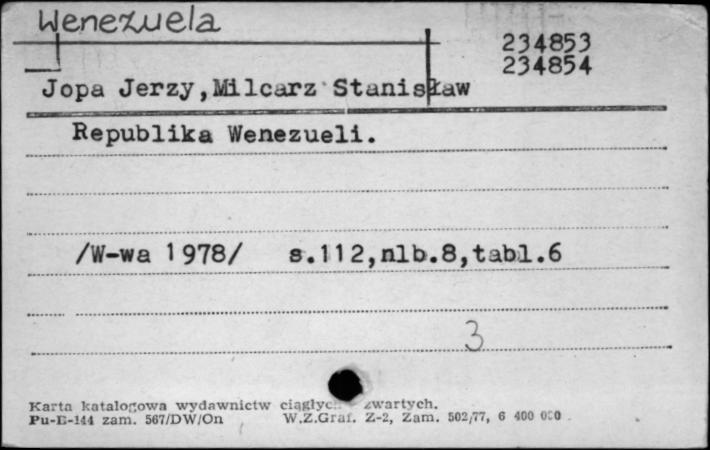 Wenezuela
234853
234854
Jopa Jerzy,Milcarz Stanisław
Republika Wenezueli.
/W-wa 1978/ s.112,nlb.8,tabl.6
3
Karta katalogowa wydawnictw zwartych.
Pu-B-144 zam. 567/DW/On W.Z.Graf. Z-2, Zam. 502/77, 6 400 000